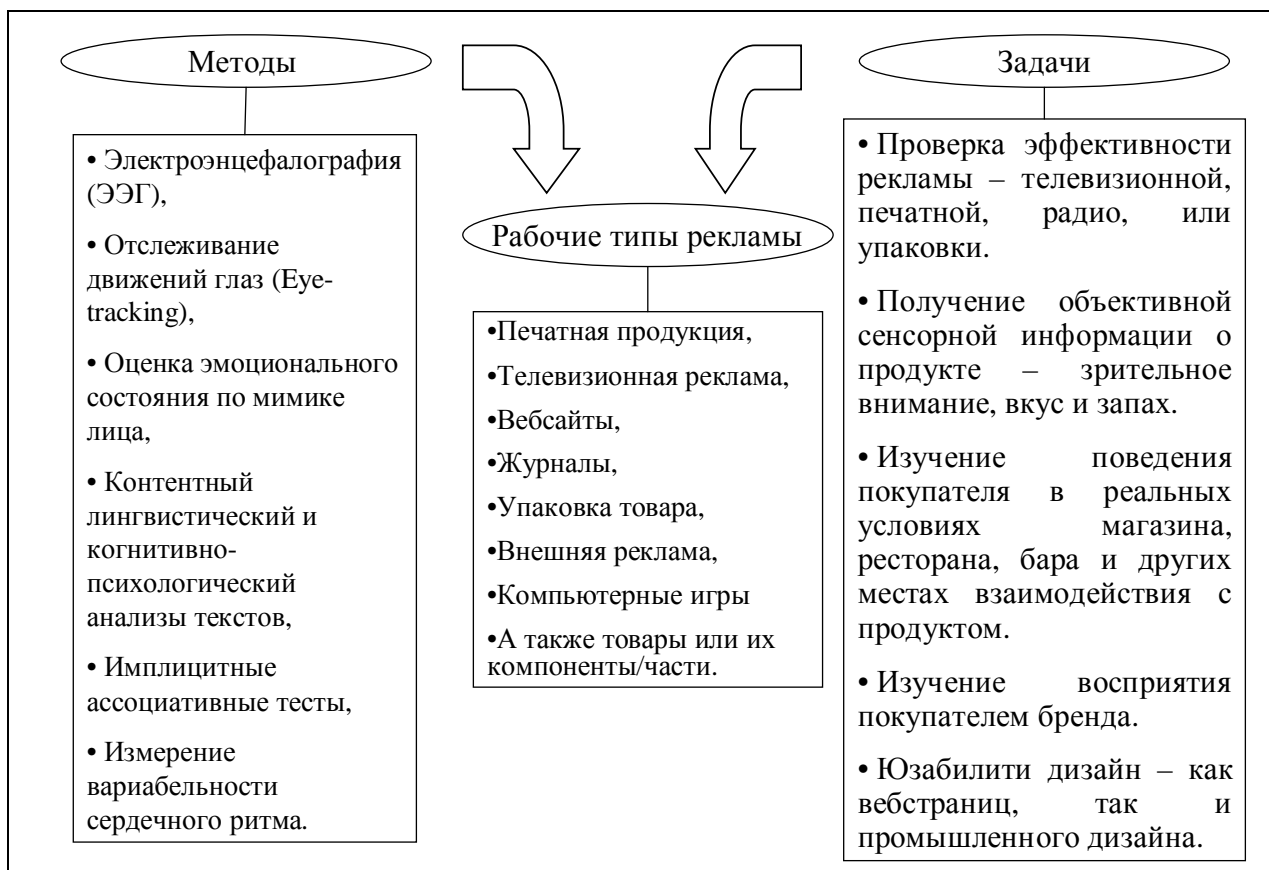 Методы
• Электроэнцефалография
(ЭЭГ),
• Отслеживание
движений глаз (Eye-
tracking),
• Оценка эмоционального
состояния по мимике
лица,
• Контентный
лингвистический и
когнитивно-
психологический
анализы текстов,
• Имплицитные
ассоциативные тесты,
• Измерение
вариабельности
сердечного ритма.
Рабочие типы рекламы
•Печатная продукция,
•Телевизионная реклама,
•Вебсайты,
•Журналы,
•Упаковка товара,
•Внешняя реклама,
•Компьютерные игры
•А также товары или их
компоненты/части.
Задачи
• Проверка эффективности
рекламы – телевизионной,
печатной, радио, или
упаковки.
• Получение объективной
сенсорной информации о
продукте – зрительное
внимание, вкус и запах.
• Изучение поведения
покупателя в реальных
условиях магазина,
ресторана, бара и других
местах взаимодействия с
продуктом.
• Изучение восприятия
покупателем бренда.
• Юзабилити дизайн – как
вебстраниц, так и
промышленного дизайна.